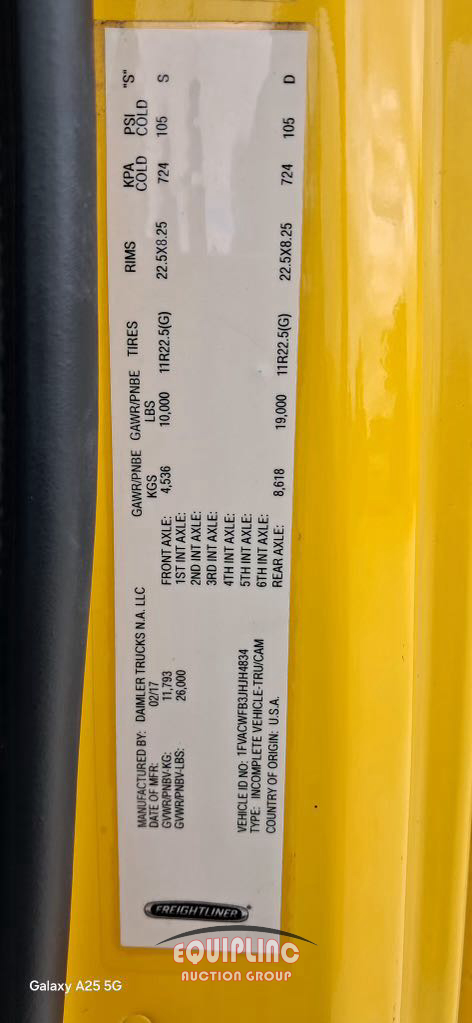 FREIGHTLINER
MANUFACTURED BY: DAIMLER TRUCKS N.A. LLC
DATE OF MFR: 02/17
GVWR/PNBV-KG: 11,793
GVWR/PNBV-LBS: 26,000
VEHICLE ID NO: 1FVACWFB3JHJH4834
TYPE: INCOMPLETE VEHICLE-TRU/CAM
COUNTRY OF ORIGIN: U.S.A.
GAWR/PNBE GAWR/PNBE TIRES RIMS KPA PSI "S"
KGS LBS COLD COLD
FRONT AXLE: 4,536 10,000 11R22.5(G) 22.5X8.25 724 105 S
1ST INT AXLE:
2ND INT AXLE:
3RD INT AXLE:
4TH INT AXLE:
5TH INT AXLE:
6TH INT AXLE:
REAR AXLE: 8,618 19,000 11R22.5(G) 22.5X8.25 724 105 D
EQUIPLINC
AUCTION GROUP
Galaxy A25 5G